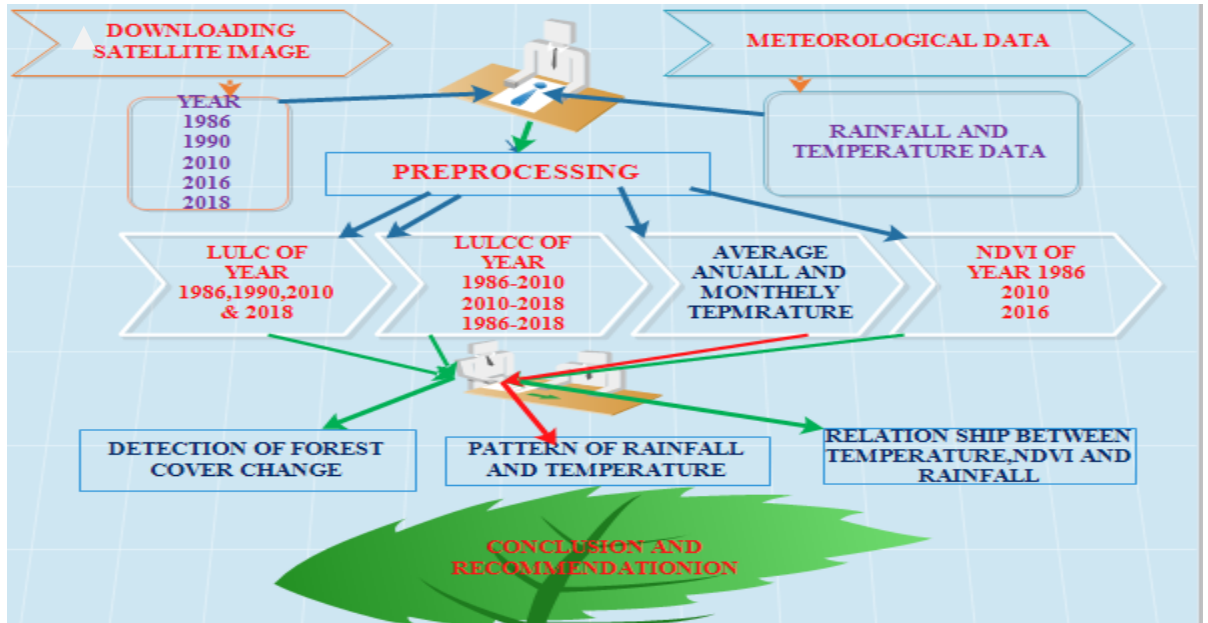 DOWNLOADING
SATELLITE IMAGE
METEOROLOGICAL DATA
YEAR
1986
1990
2010
2016
2018
RAINFALL AND
TEMPERATURE DATA
PREPROCESSING
LULC OF
YEAR
1986,1990,2010
& 2018
LULCC OF
YEAR
1986-2010
2010-2018
1986-2018
AVERAGE
ANUALL AND
MONTHELY
TEPMRATURE
NDVI OF
YEAR 1986
2010
2016
DETECTION OF FOREST
COVER CHANGE
PATTERN OF RAINFALL
AND TEMPERATURE
RELATION SHIP BETWEEN
TEMPERATURE,NDVI AND
RAINFALL
CONCLUSION AND
RECOMMENDATIONION